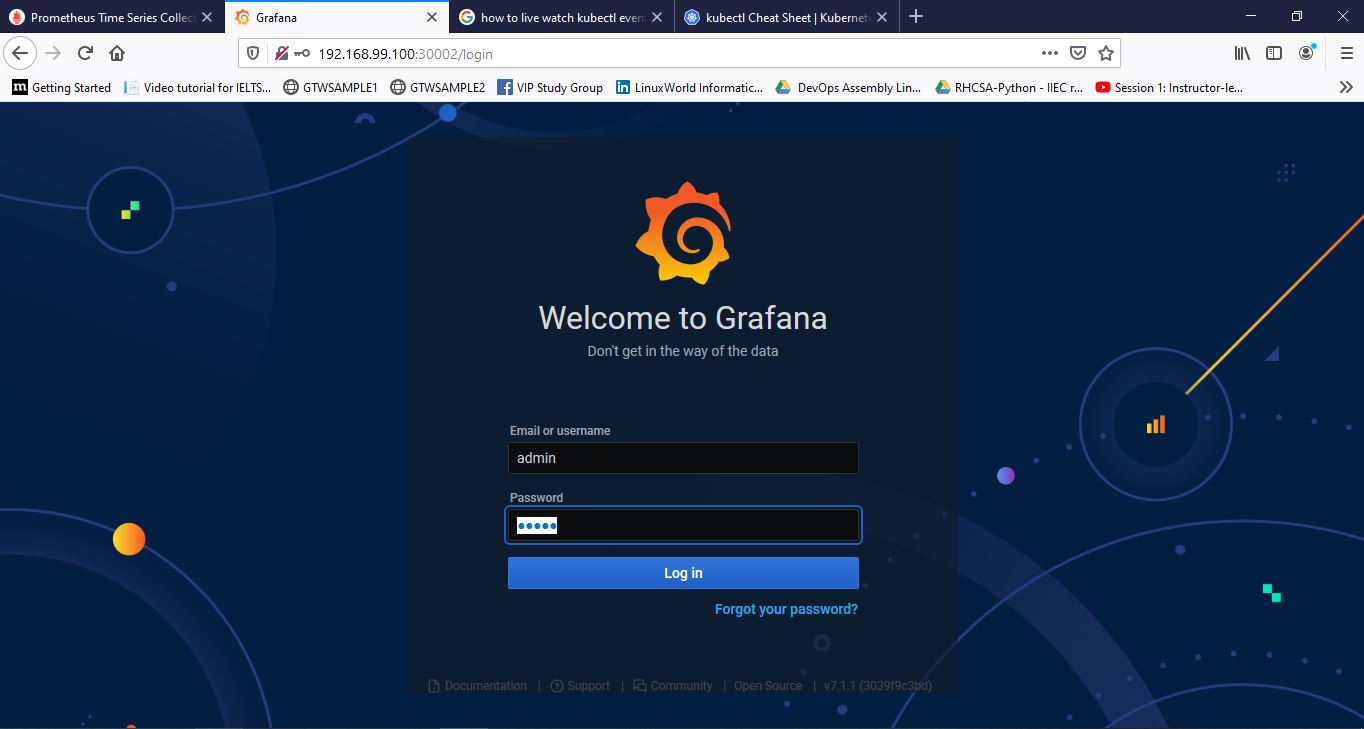 Prometheus Time Series Collect
Grafana
how to live watch kubectl even
kubectl Cheat Sheet | Kubernet
192.168.99.100:30002/login
m Getting Started
Video tutorial for IELTS...
GTWSAMPLE1
GTWSAMPLE2
VIP Study Group
LinuxWorld Informatic...
DevOps Assembly Lin...
RHCSA-Python - IIEC r...
Session 1: Instructor-le...
Welcome to Grafana
Don't get in the way of the data
Email or username
admin
Password
Log in
Forgot your password?
Documentation | Support | Community | Open Source | v7.1.1 (3039f9c3bd)